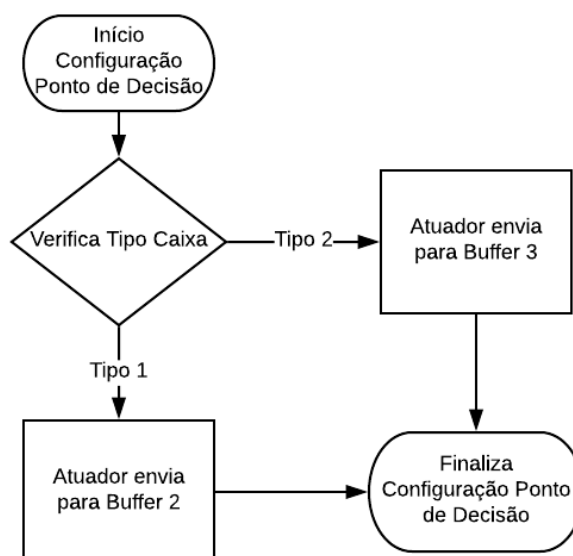 Início
Configuração
Ponto de Decisão
Verifica Tipo Caixa
Tipo 2
Atuador envia
para Buffer 3
Tipo 1
Atuador envia
para Buffer 2
Finaliza
Configuração Ponto
de Decisão